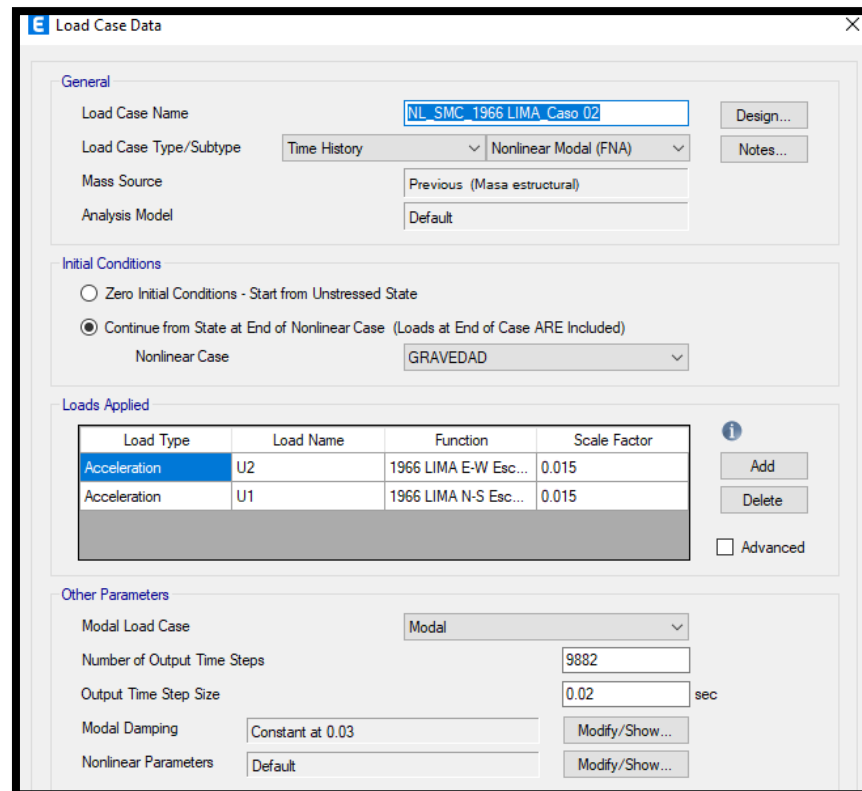 E Load Case Data
General
Load Case Name NL_SMC_1966 LIMA_Caso 02 Design...
Load Case Type/Subtype Time History Nonlinear Modal (FNA) Notes...
Mass Source Previous (Masa estructural)
Analysis Model Default
Initial Conditions
Zero Initial Conditions - Start from Unstressed State
Continue from State at End of Nonlinear Case (Loads at End of Case ARE Included)
Nonlinear Case GRAVEDAD
Loads Applied
Load Type Load Name Function Scale Factor
Acceleration U2 1966 LIMA E-W Esc... 0.015 Add
Acceleration U1 1966 LIMA N-S Esc... 0.015 Delete
Advanced
Other Parameters
Modal Load Case Modal
Number of Output Time Steps 9882
Output Time Step Size 0.02 sec
Modal Damping Constant at 0.03 Modify/Show...
Nonlinear Parameters Default Modify/Show...